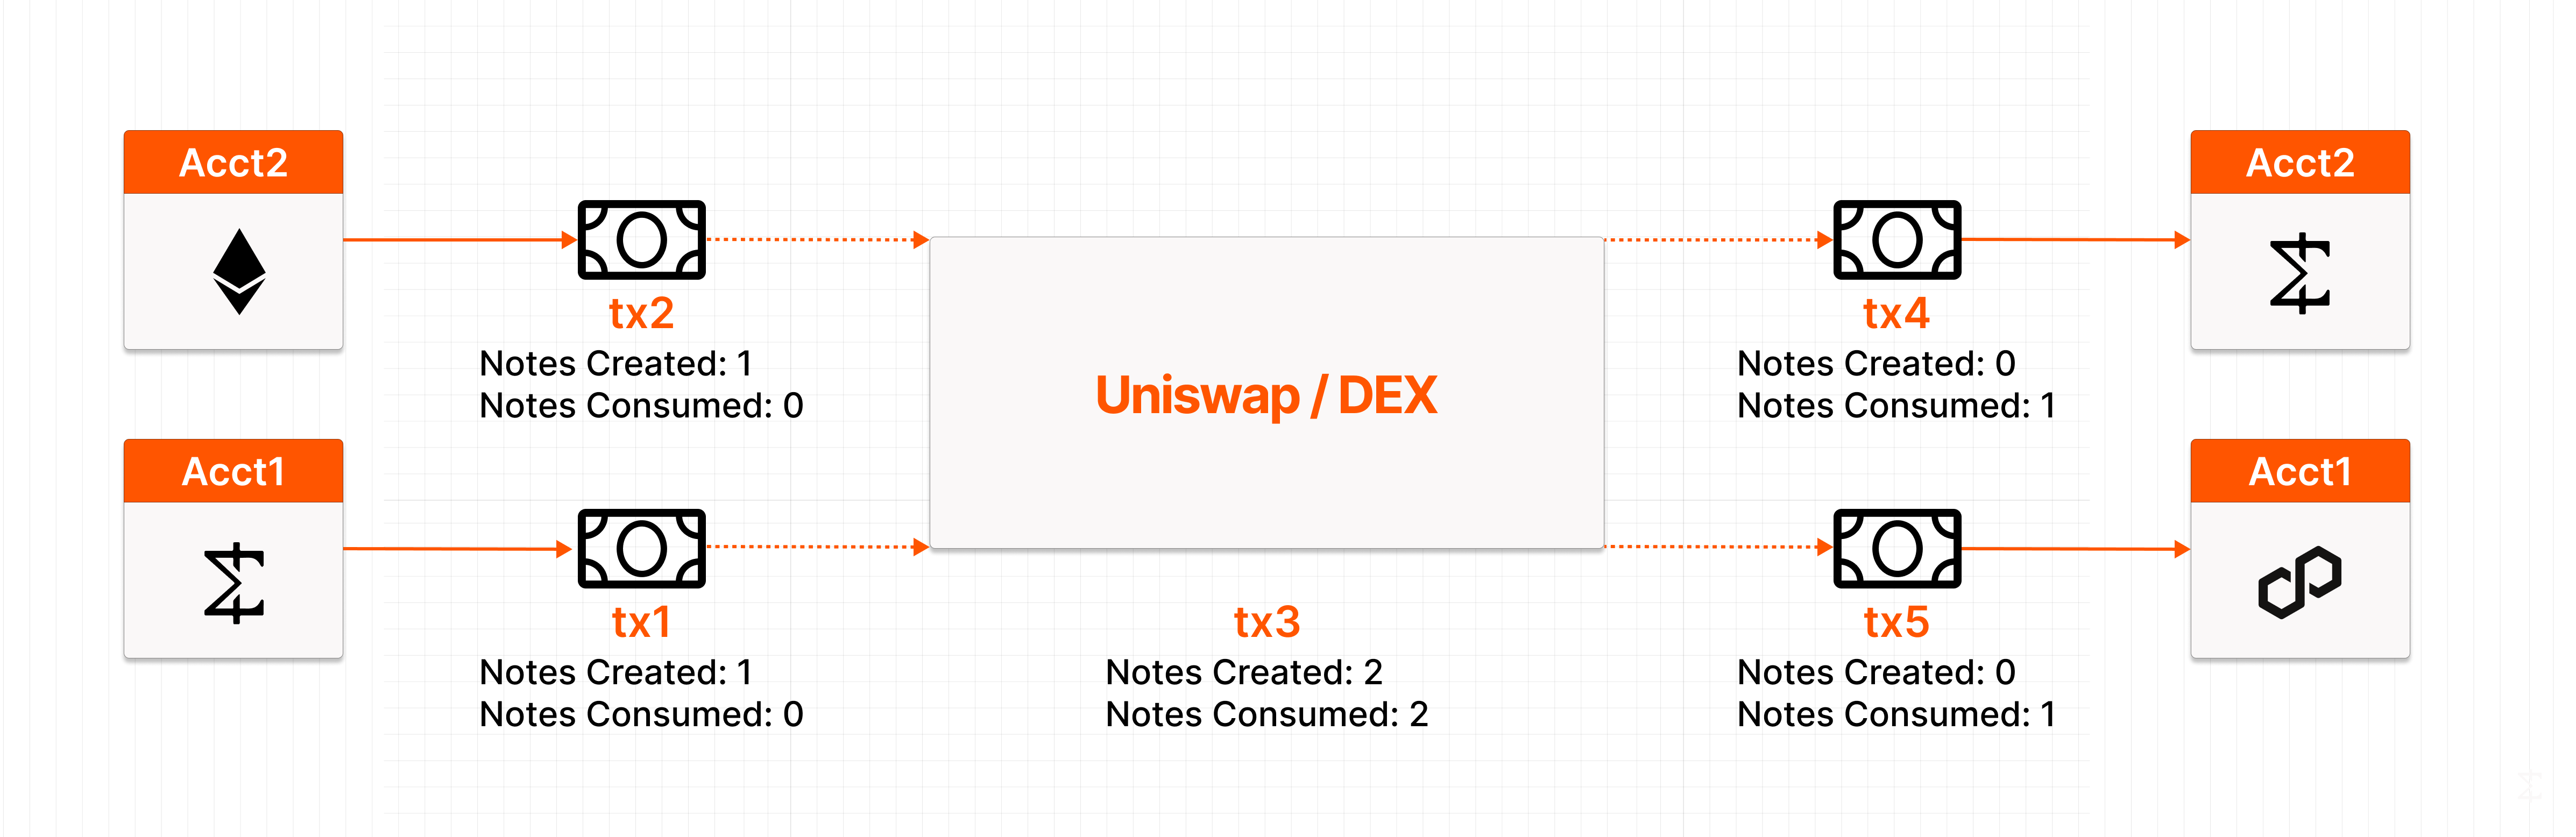 Acct2
tx2
Notes Created: 1
Notes Consumed: 0
Acct1
tx1
Notes Created: 1
Notes Consumed: 0
Uniswap / DEX
tx3
Notes Created: 2
Notes Consumed: 2
tx4
Notes Created: 0
Notes Consumed: 1
Acct2
tx5
Notes Created: 0
Notes Consumed: 1
Acct1